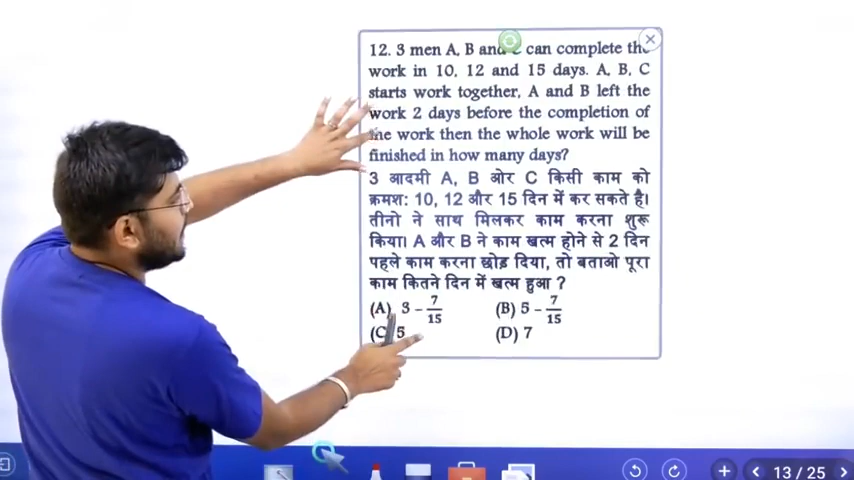 12. 3 men A, B and can complete the
work in 10, 12 and 15 days. A, B, C
starts work together, A and B left the
work 2 days before the completion of
the work then the whole work will be
finished in how many days?
3 आदमी A, B ओर C किसी काम को
क्रमश: 10, 12 और 15 दिन में कर सकते है।
तीनो ने साथ मिलकर काम करना शुरू
किया। A और B ने काम खत्म होने से 2 दिन
पहले काम करना छोड़ दिया, तो बताओ पूरा
काम कितने दिन में खत्म हुआ ?
(A) 3 - 7/15 (B) 5 - 7/15
(C 5 (D) 7
13 / 25